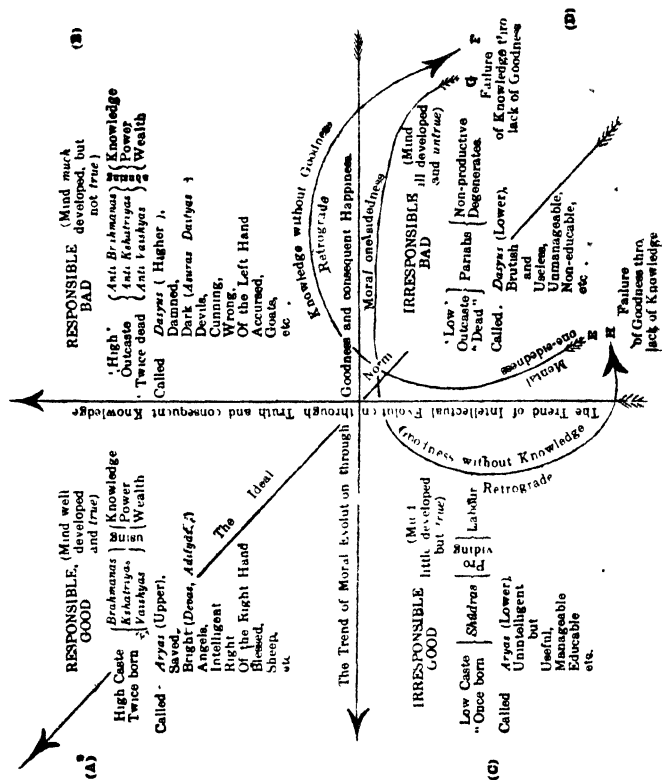 (A)
RESPONSIBLE, (Mind well
GOOD developed
and true)
High Caste { Brahmanas } using { Knowledge
Twice born { Kshatriyas } { Power
{ Vaishyas } { Wealth
Called · Aryas (Upper),
Saved,
Bright (Devas, Adityas,)
Angels,
Intelligent
Right
Of the Right Hand
Blessed,
Sheep,
etc
The Ideal
(B)
RESPONSIBLE (Mind much
BAD developed, but
not true)
'High' { Anti Brahmanas } { Knowledge
Outcaste { Anti Kshatriyas } { Power
'Twice dead { Anti Vaishyas } { Wealth
Called Dasyus (Higher),
Damned,
Dark (Asuras Daityas)
Devils,
Cunning,
Wrong,
Of the Left Hand
Accursed,
Goats,
etc.
The Trend of Intellectual Evolution through Truth and consequent Knowledge
The Trend of Moral Evolution through Goodness and consequent Happiness
Knowledge without Goodness
Retrograde
Moral onesidedness
Norm
F
G
Failure
of Knowledge thro
lack of Goodness
(C)
IRRESPONSIBLE (Mind
GOOD little developed
but true)
Low Caste { Shûdras } Pro { Labour
"Once born } viding
Called Aryas (Lower),
Unintelligent
but
Useful,
Manageable
Educable
etc.
Goodness without Knowledge
Retrograde
Mental
one-sidedness
E
H
Failure
of Goodness thro.
lack of Knowledge
(D)
IRRESPONSIBLE (Mind
BAD ill developed
and untrue)
'Low'
Outcaste } Pariahs { Non-productive
"Dead" } { Degenerates.
Called. Dasyus (Lower),
Brutish
and
Useless,
Unmanageable,
Non-educable,
etc.